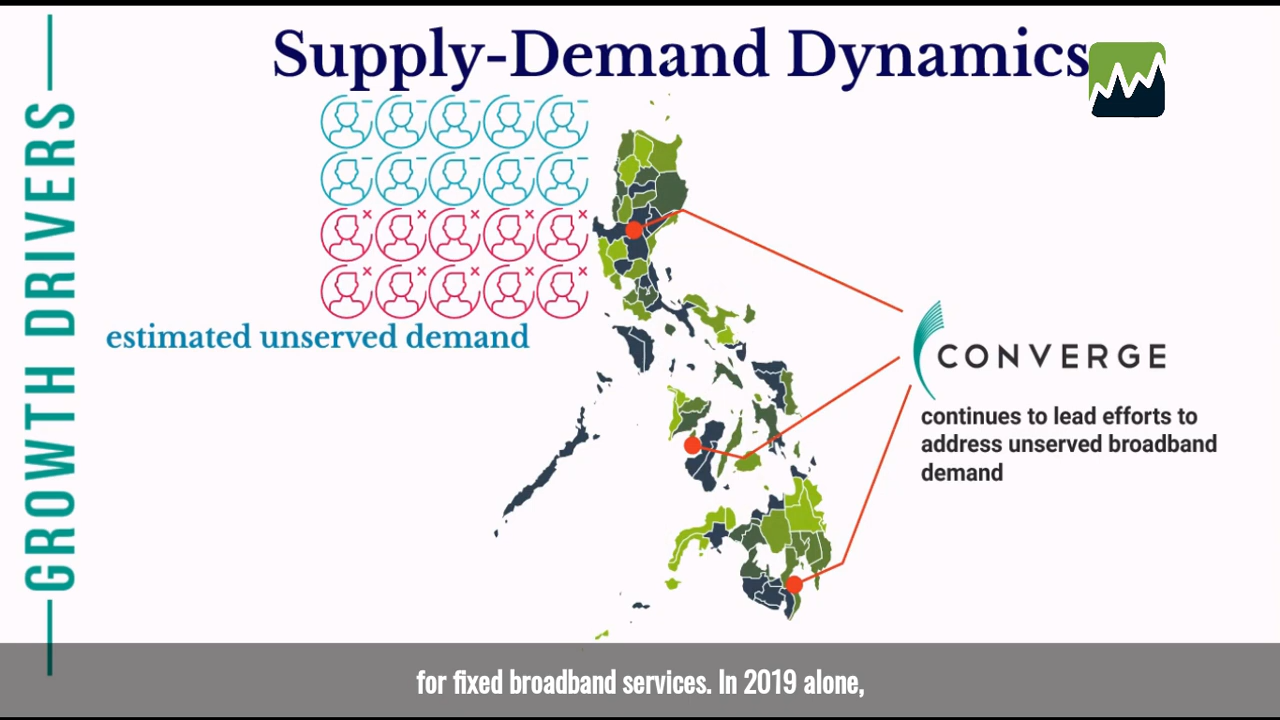 Supply-Demand Dynamics
GROWTH DRIVERS
estimated unserved demand
CONVERGE
continues to lead efforts to
address unserved broadband
demand
for fixed broadband services. In 2019 alone,